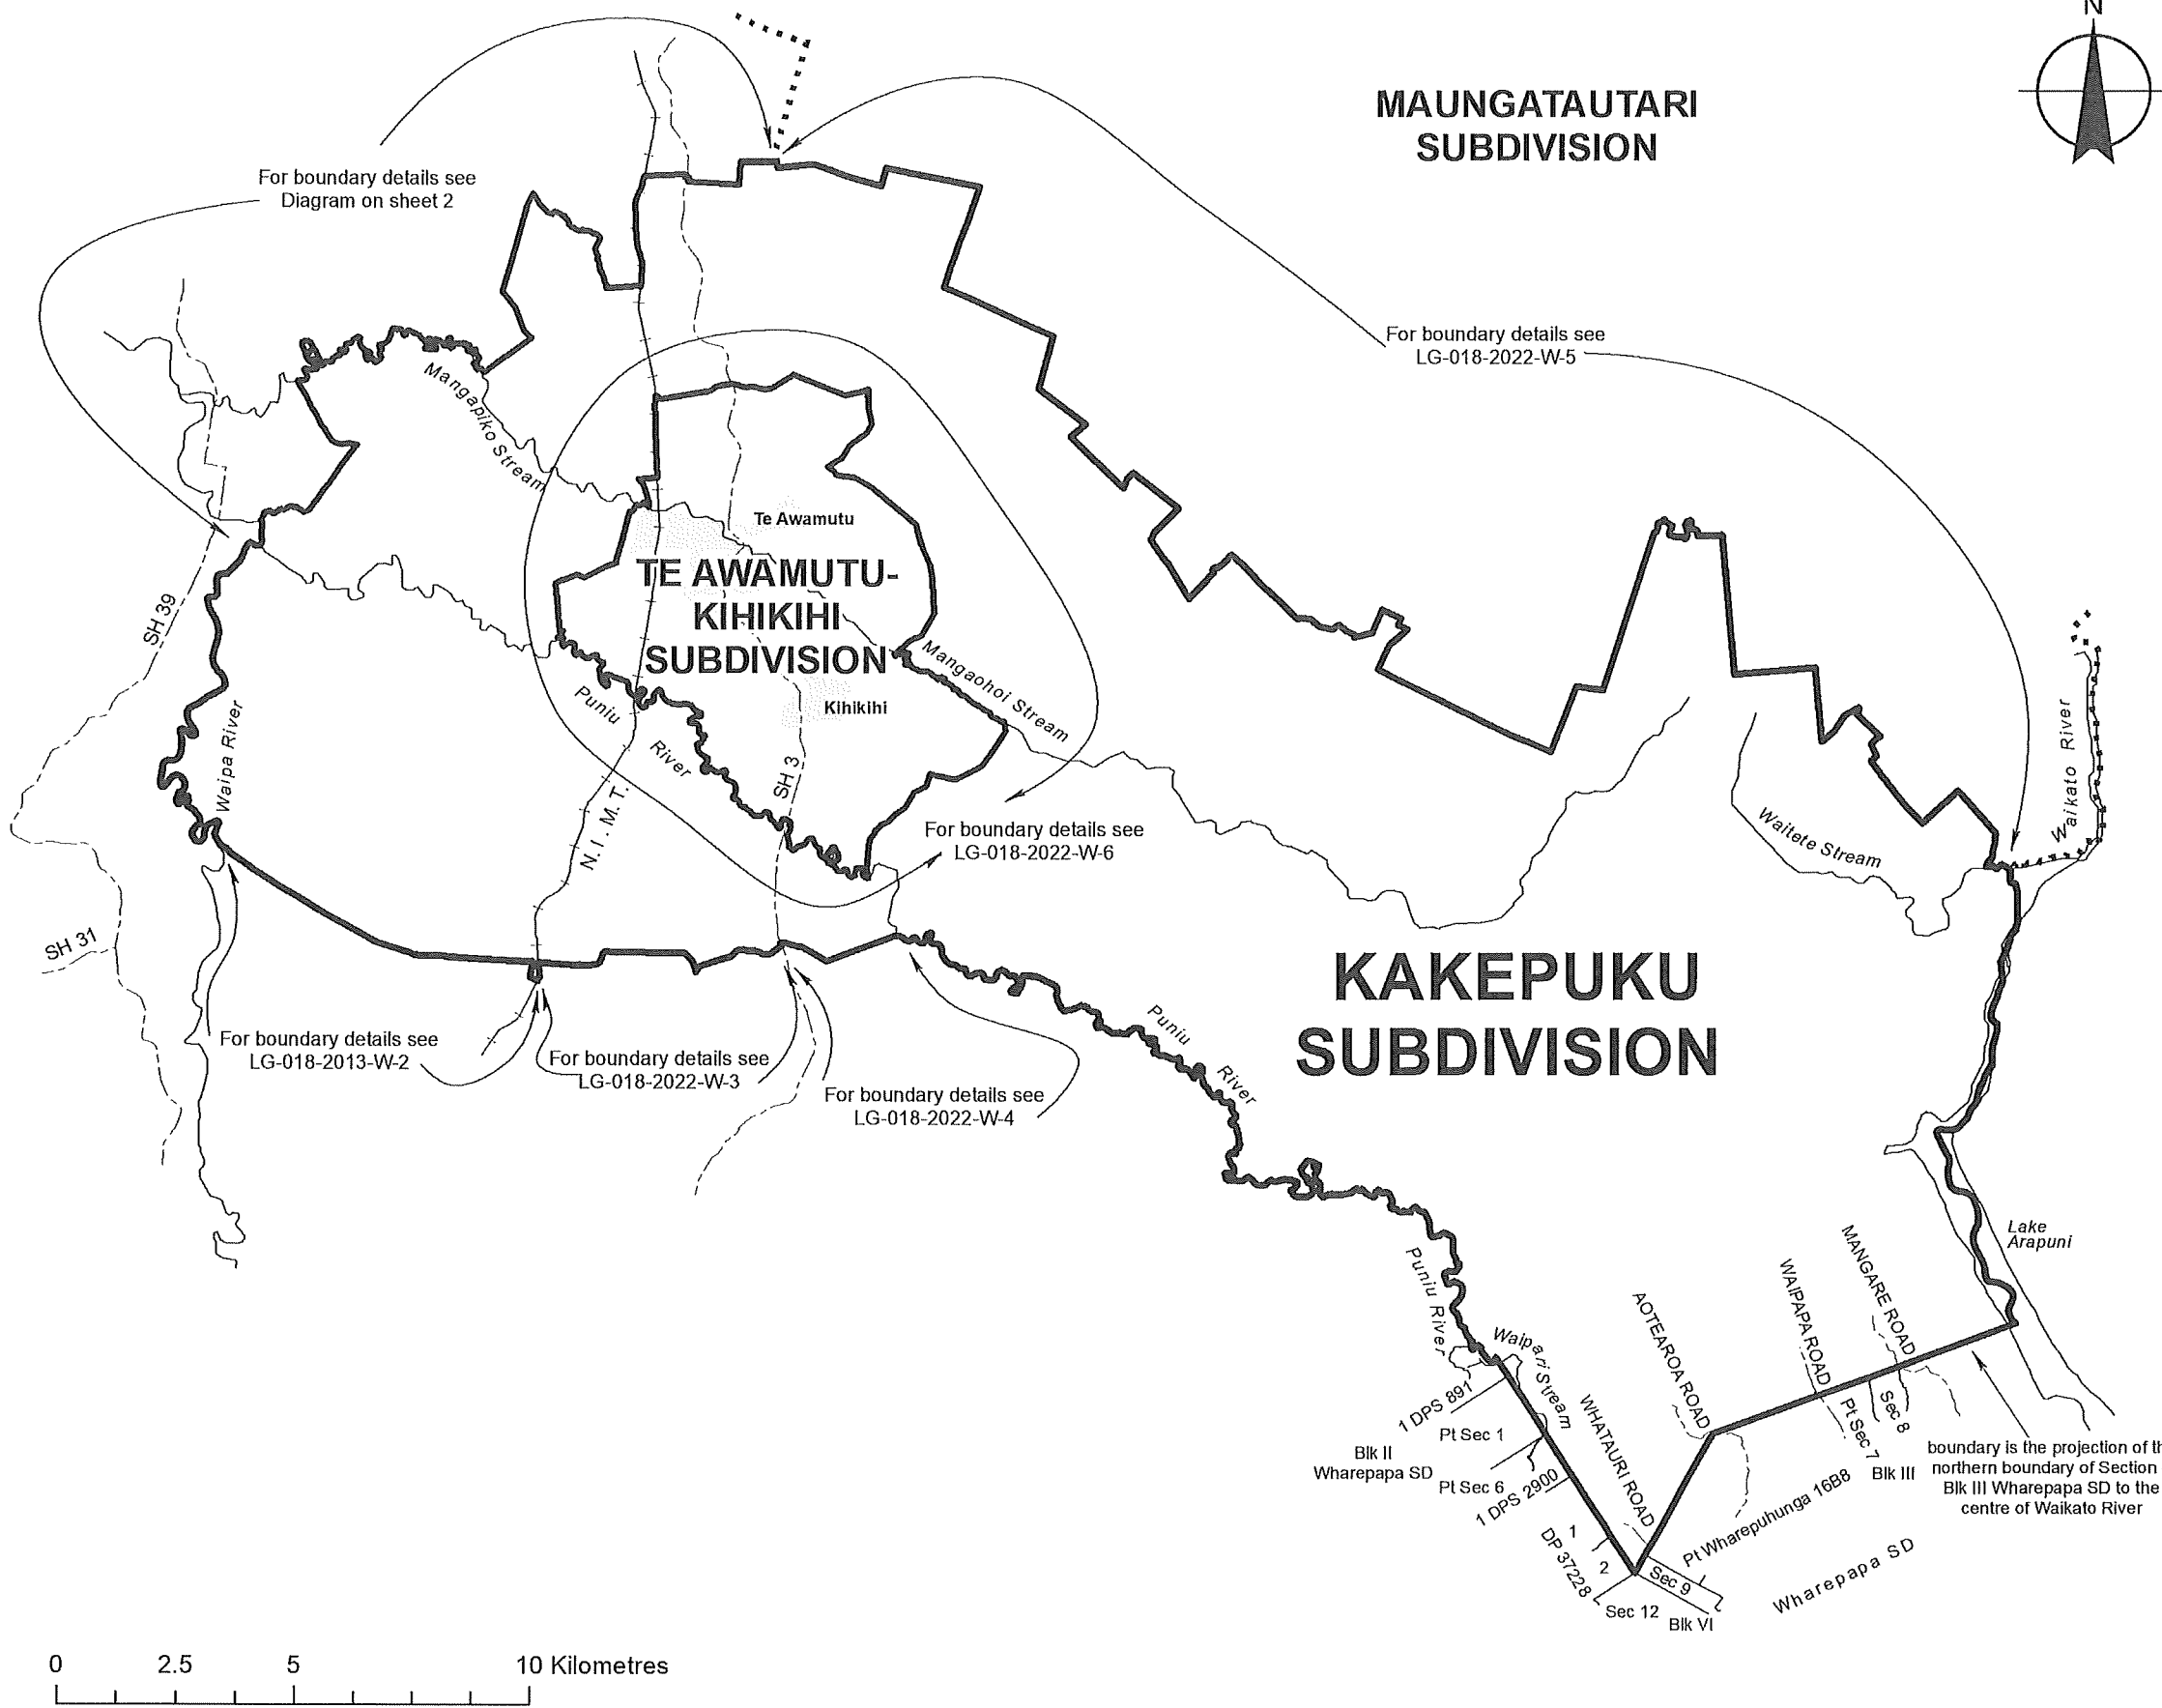 N
MAUNGATAUTARI
SUBDIVISION
For boundary details see
Diagram on sheet 2
For boundary details see
LG-018-2022-W-5
Mangapiko Stream
Te Awamutu
TE AWAMUTU-
KIHIKIHI
SUBDIVISION
Kihikihi
Mangaohoi Stream
SH 39
Waipa River
Puniu
River
SH 3
N.I.M.T.
Waikato River
Waitete Stream
For boundary details see
LG-018-2022-W-6
SH 31
KAKEPUKU
SUBDIVISION
Puniu
River
For boundary details see
LG-018-2013-W-2
For boundary details see
LG-018-2022-W-3
For boundary details see
LG-018-2022-W-4
Lake
Arapuni
Puniu River
Waipari Stream
WHATAURI ROAD
AOTEAROA ROAD
WAIPAPA ROAD
MANGARE ROAD
1 DPS 891
Pt Sec 1
Blk II
Wharepapa SD
Pt Sec 6
1 DPS 2900
1
2
DP 37228
Sec 9
Sec 12
Blk VI
Pt Wharepuhunga 16B8
Pt Sec 7
Sec 8
Blk III
boundary is the projection of
northern boundary of Section
Blk III Wharepapa SD to the
centre of Waikato River
Wharepapa SD
0 2.5 5 10 Kilometres